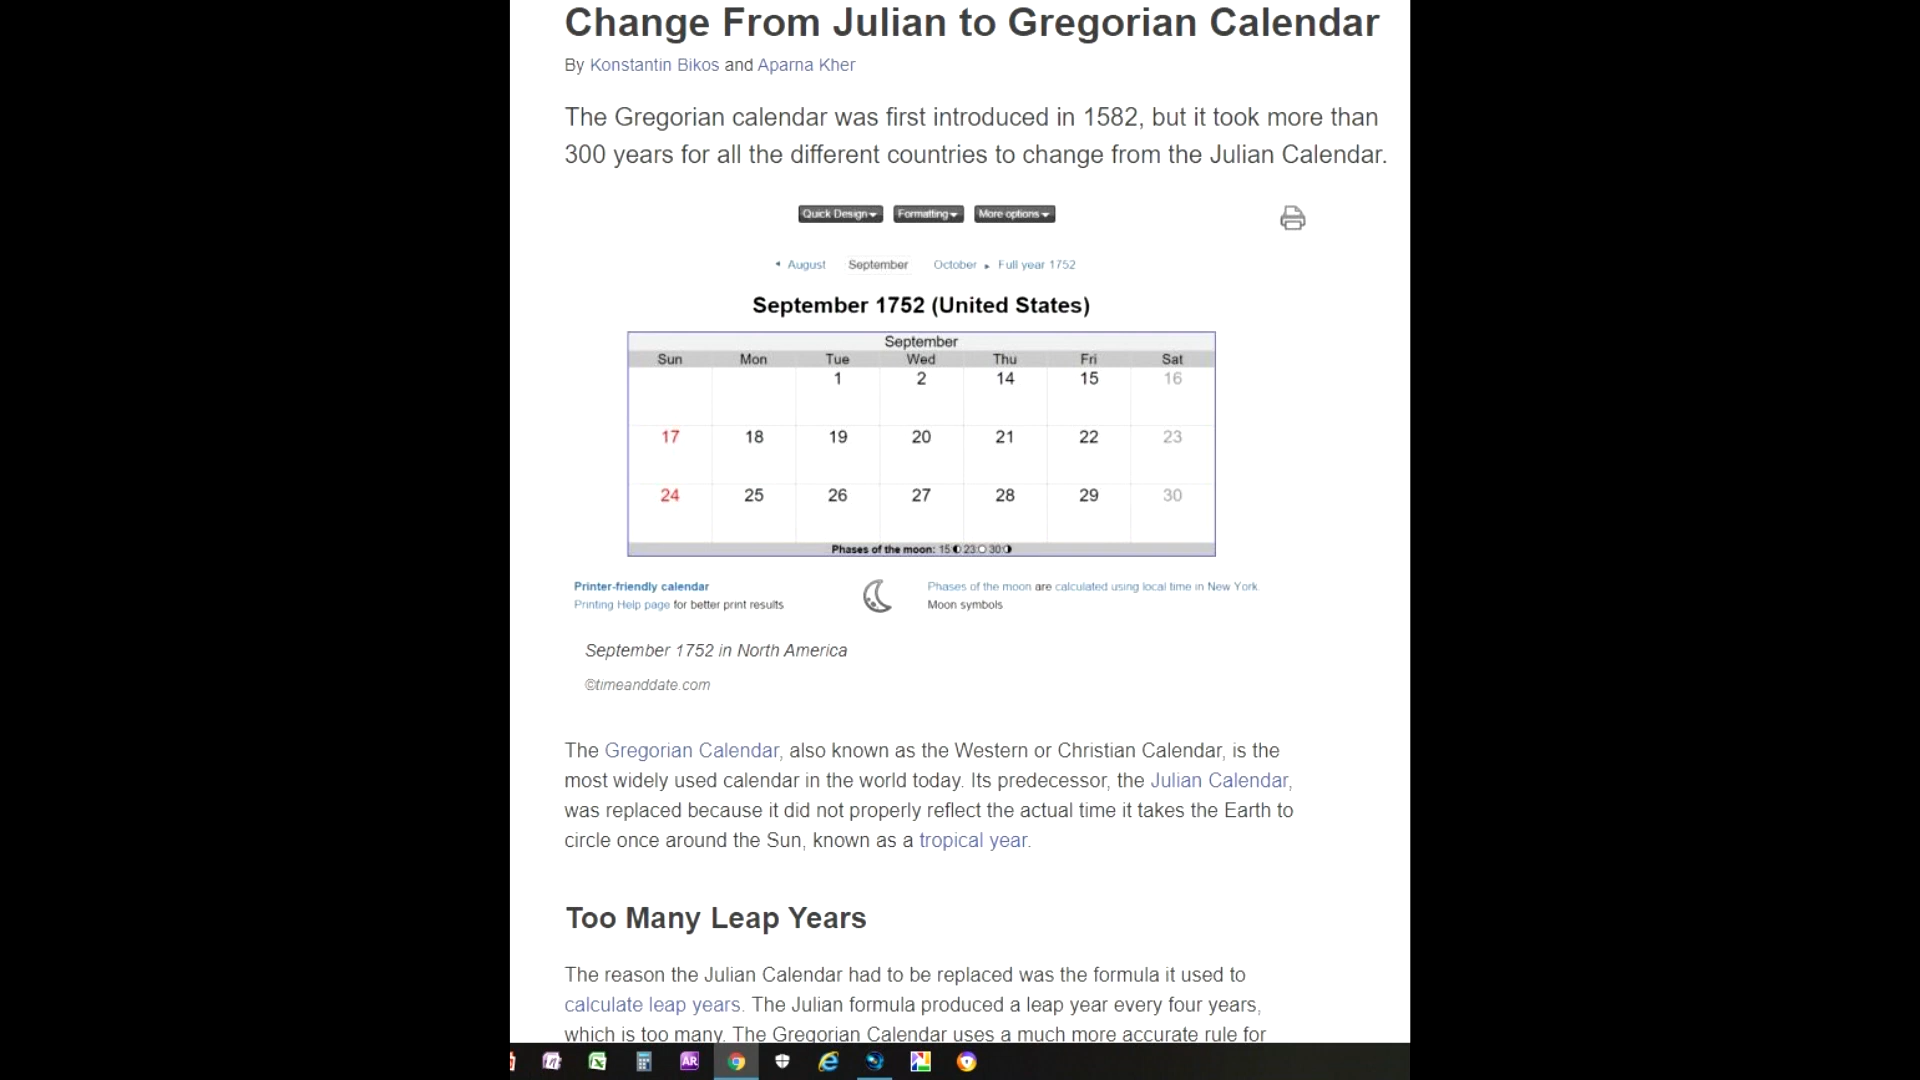 Change From Julian to Gregorian Calendar
By Konstantin Bikos and Aparna Kher
The Gregorian calendar was first introduced in 1582, but it took more than
300 years for all the different countries to change from the Julian Calendar.
Quick Design Formatting More options
August September October Full year 1752
September 1752 (United States)
September
Sun Mon Tue Wed Thu Fri Sat
1 2 14 15 16
17 18 19 20 21 22 23
24 25 26 27 28 29 30
Phases of the moon: 15: 23: 30:
Printer-friendly calendar
Printing Help page for better print results
Phases of the moon are calculated using local time in New York
Moon symbols
September 1752 in North America
©timeanddate.com
The Gregorian Calendar, also known as the Western or Christian Calendar, is the
most widely used calendar in the world today. Its predecessor, the Julian Calendar,
was replaced because it did not properly reflect the actual time it takes the Earth to
circle once around the Sun, known as a tropical year.
Too Many Leap Years
The reason the Julian Calendar had to be replaced was the formula it used to
calculate leap years. The Julian formula produced a leap year every four years,
which is too many. The Gregorian Calendar uses a much more accurate rule for
AR